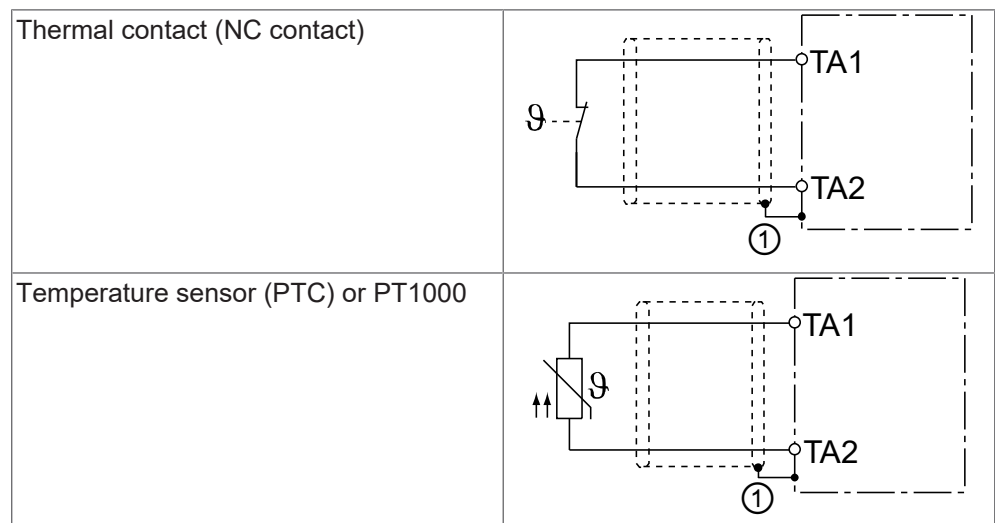 Thermal contact (NC contact)
TA1
ϑ
TA2
①
Temperature sensor (PTC) or PT1000
TA1
ϑ
TA2
①